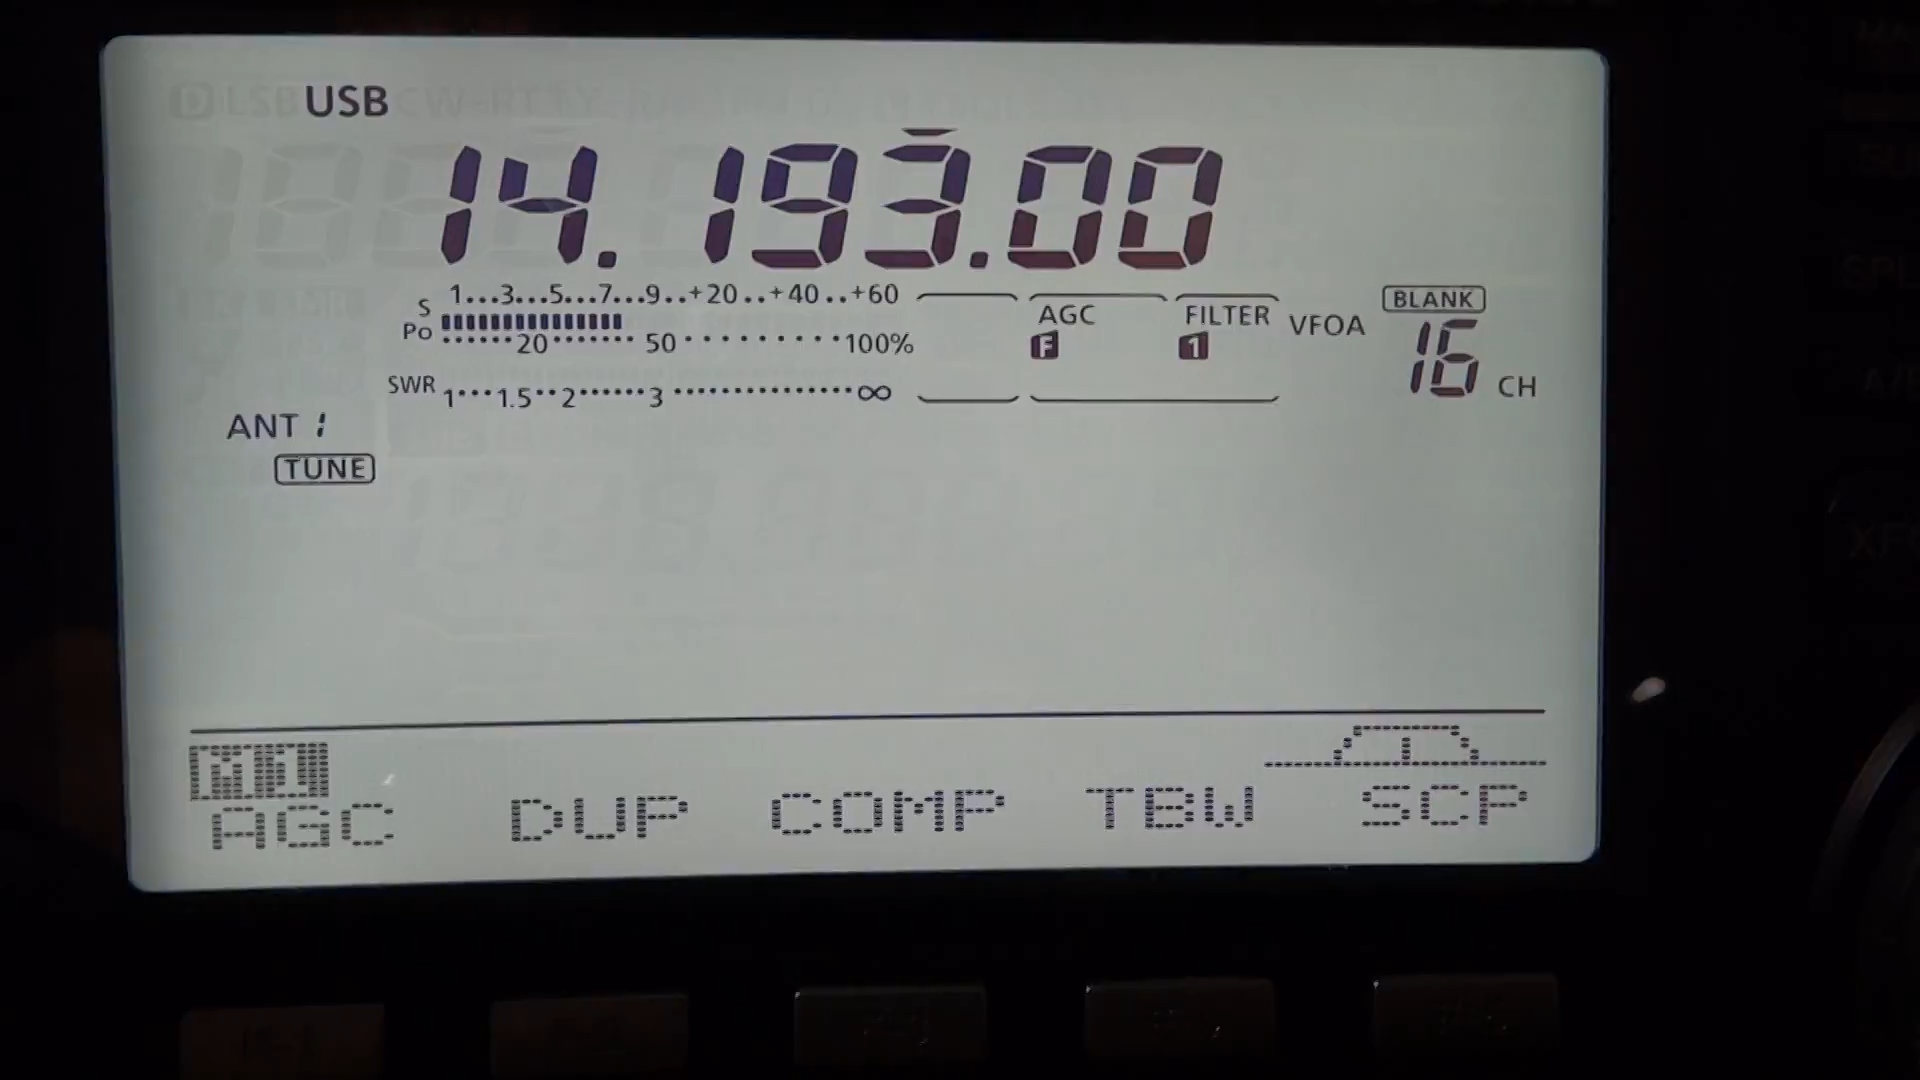 USB
14.193.00
S 1...3...5...7...9..+20..+40..+60
Po 20 50 100%
AGC FILTER VFOA BLANK
F 1 16 CH
SWR 1 1.5 2 3 ∞
ANT 1
TUNE
M1
AGC DUP COMP TBW SCP